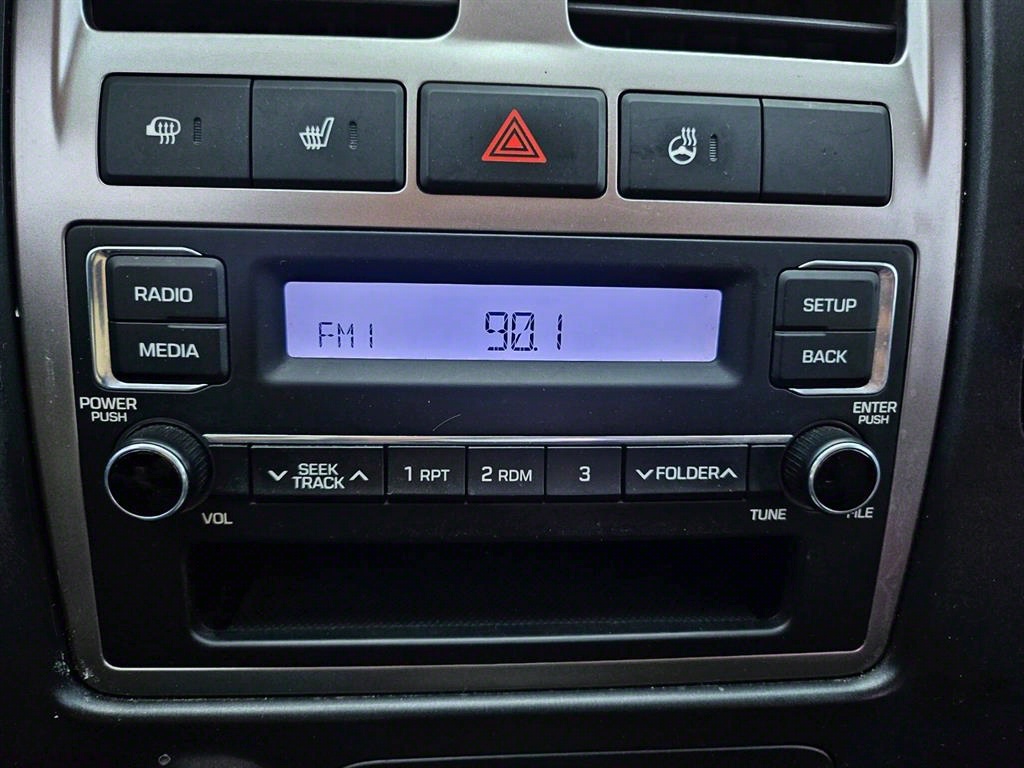 RADIO
MEDIA
FM1 90.1
SETUP
BACK
POWER
PUSH
ENTER
PUSH
SEEK
TRACK
1 RPT
2 RDM
3
FOLDER
VOL
TUNE
FILE